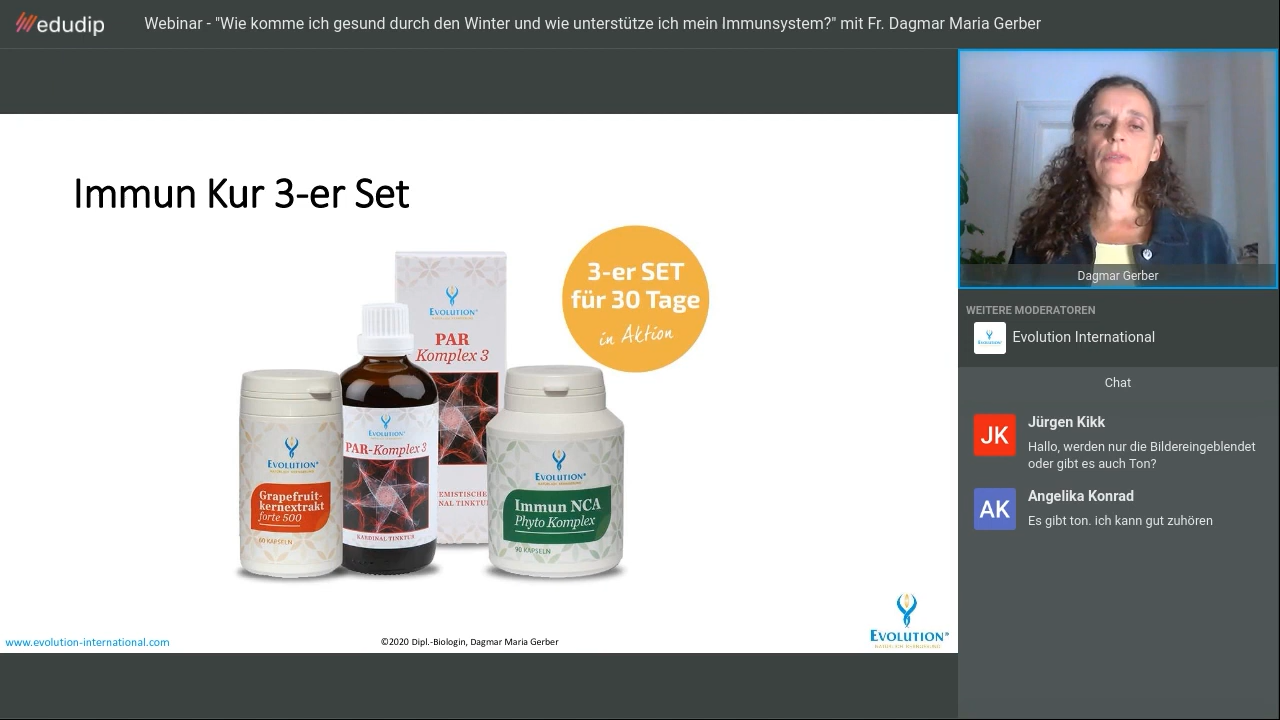 edudip
Webinar - "Wie komme ich gesund durch den Winter und wie unterstütze ich mein Immunsystem?" mit Fr. Dagmar Maria Gerber
Immun Kur 3-er Set
3-er SET
für 30 Tage
in Aktion
EVOLUTION®
PAR
Komplex 3
EVOLUTION®
PAR-Komplex 3
KARDINAL TINKTUR
EVOLUTION®
Grapefruit-
kernextrakt
forte 500
60 KAPSELN
EVOLUTION®
Immun NCA
Phyto Komplex
90 KAPSELN
www.evolution-international.com
©2020 Dipl.-Biologin, Dagmar Maria Gerber
EVOLUTION®
Dagmar Gerber
WEITERE MODERATOREN
Evolution International
Chat
JK
Jürgen Kikk
Hallo, werden nur die Bildereingeblendet
oder gibt es auch Ton?
AK
Angelika Konrad
Es gibt ton. ich kann gut zuhören